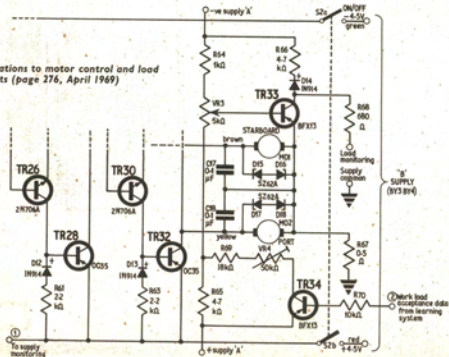 -ve supply 'A'
S2a
ON/OFF
-4·5V
green
ations to motor control and load
ts (page 276, April 1969)
R64
1kΩ
R66
4·7
kΩ
D14
1N914
TR33
BFX13
VR3
5kΩ
R68
680
Ω
STARBOARD
brown
MO1
Load
monitoring
Supply
common
"B"
SUPPLY
(BY3 BY4)
TR26
TR30
C17
0·1
μF
D15
D16
SZ62A
2N706A
2N706A
C18
0·1
μF
SZ62A
D17
D18
MO2
yellow
PORT
TR28
TR32
D12
1N914
OC35
D13
1N914
OC35
R69
18kΩ
VR4
50kΩ
R67
0·5
Ω
R61
2·2
kΩ
R63
2·2
kΩ
R65
4·7
kΩ
TR34
BFX13
R70
10kΩ
2
Work load
acceptance data
from learning
system
1
To supply
monitoring
+ supply 'A'
S2b
red
+4·5V